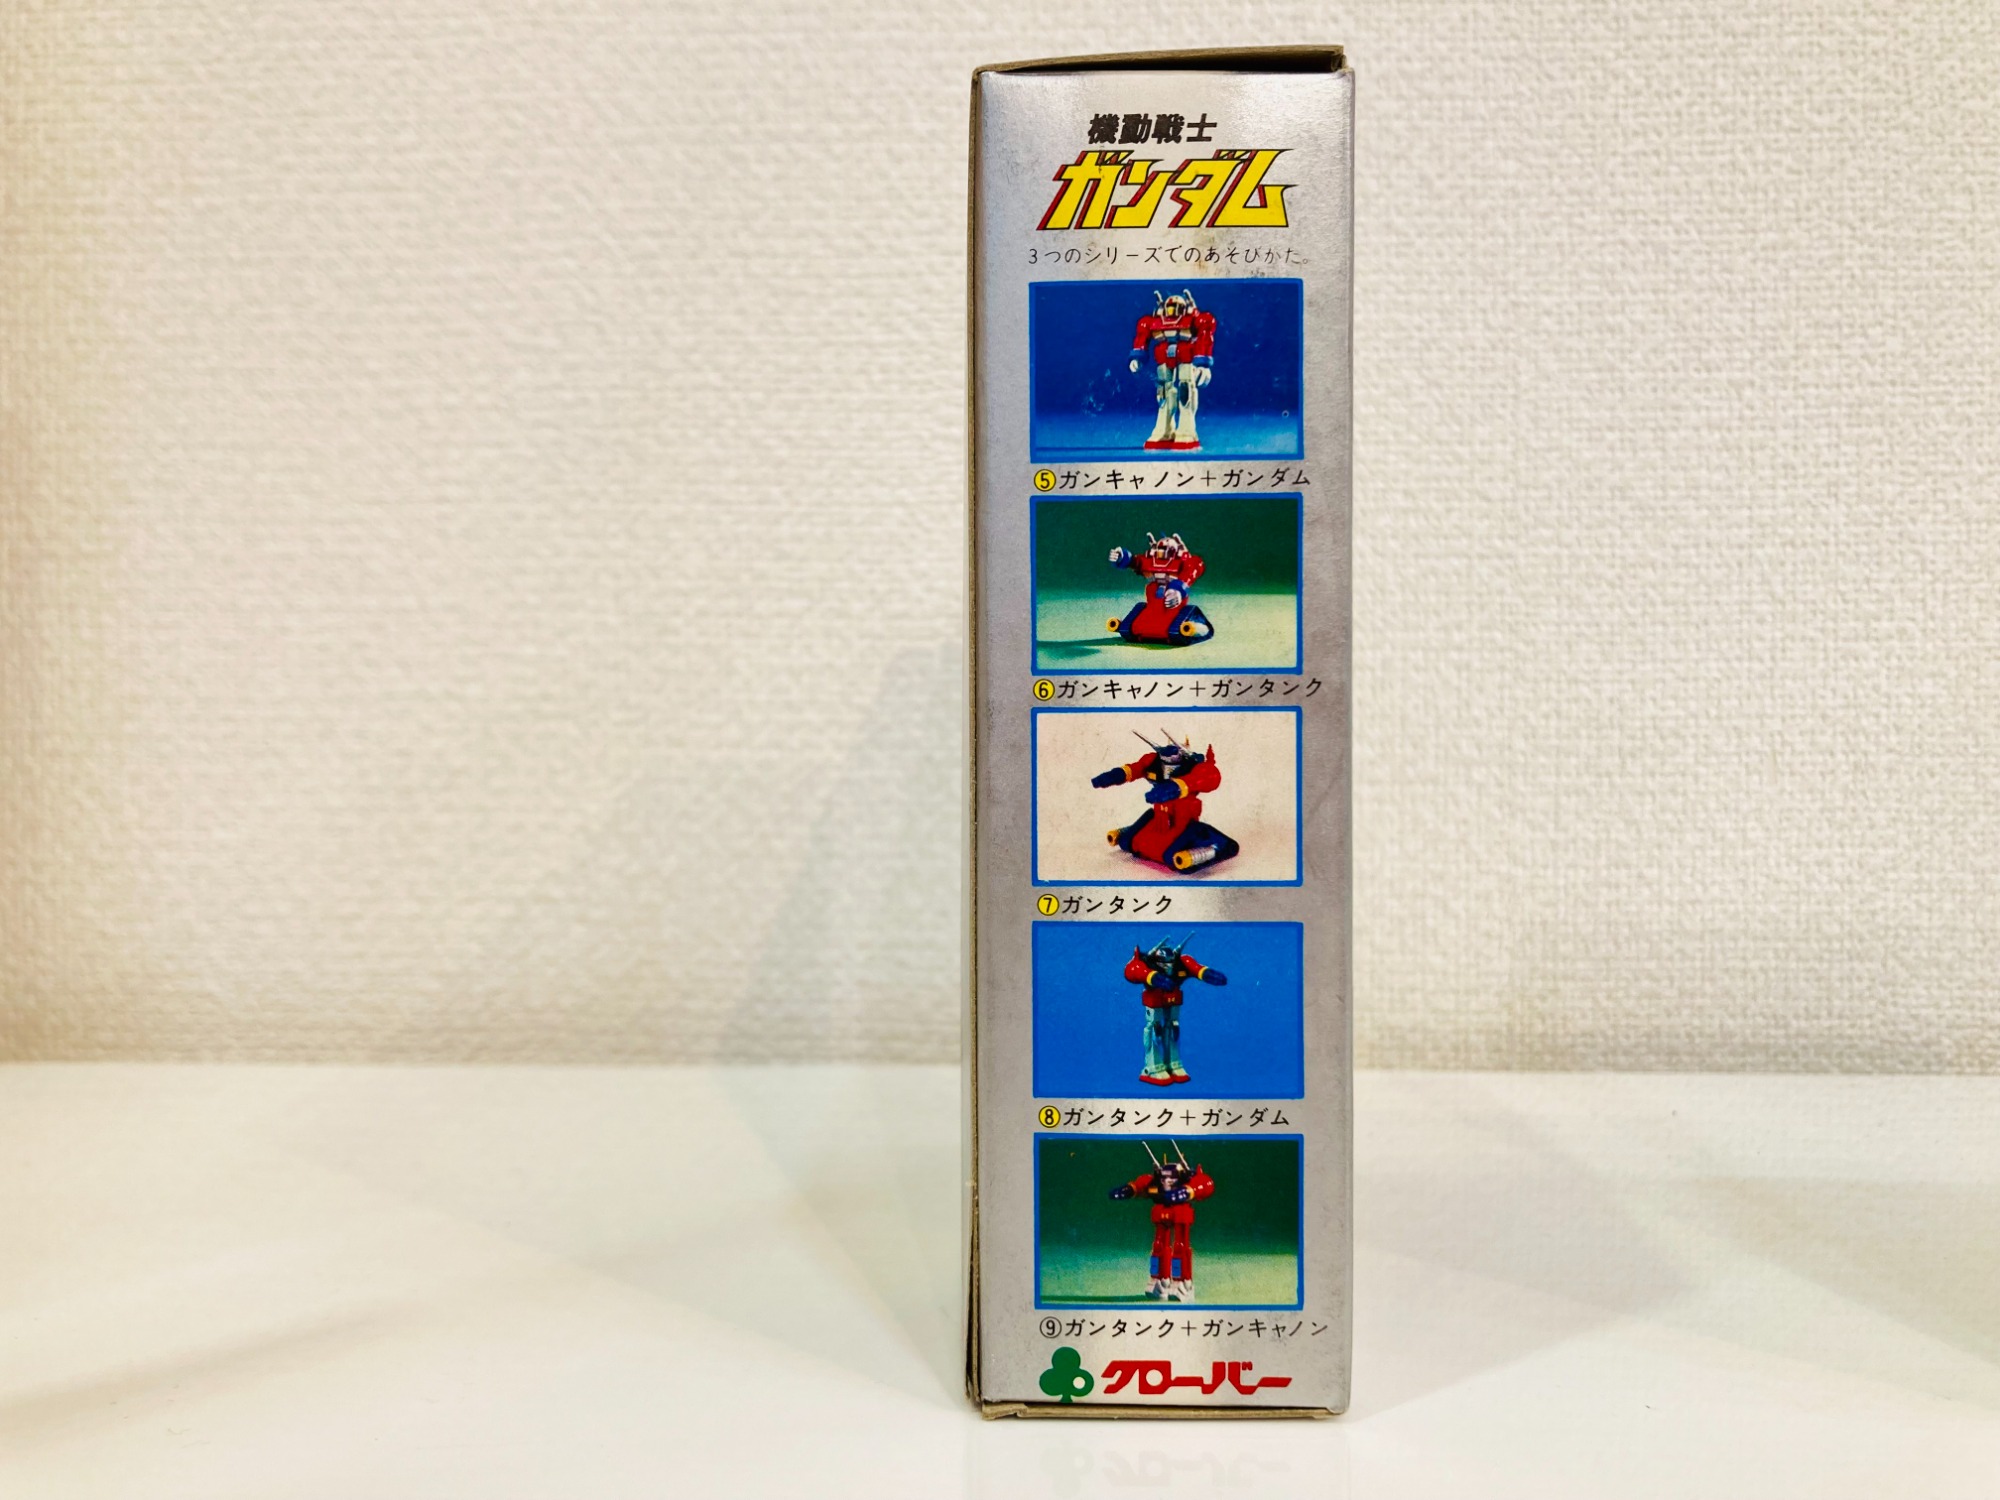 機動戦士
ガンダム
3つのシリーズでのあそびかた。
⑤ガンキャノン+ガンダム
⑥ガンキャノン+ガンタンク
⑦ガンタンク
⑧ガンタンク+ガンダム
⑨ガンタンク+ガンキャノン
クローバー